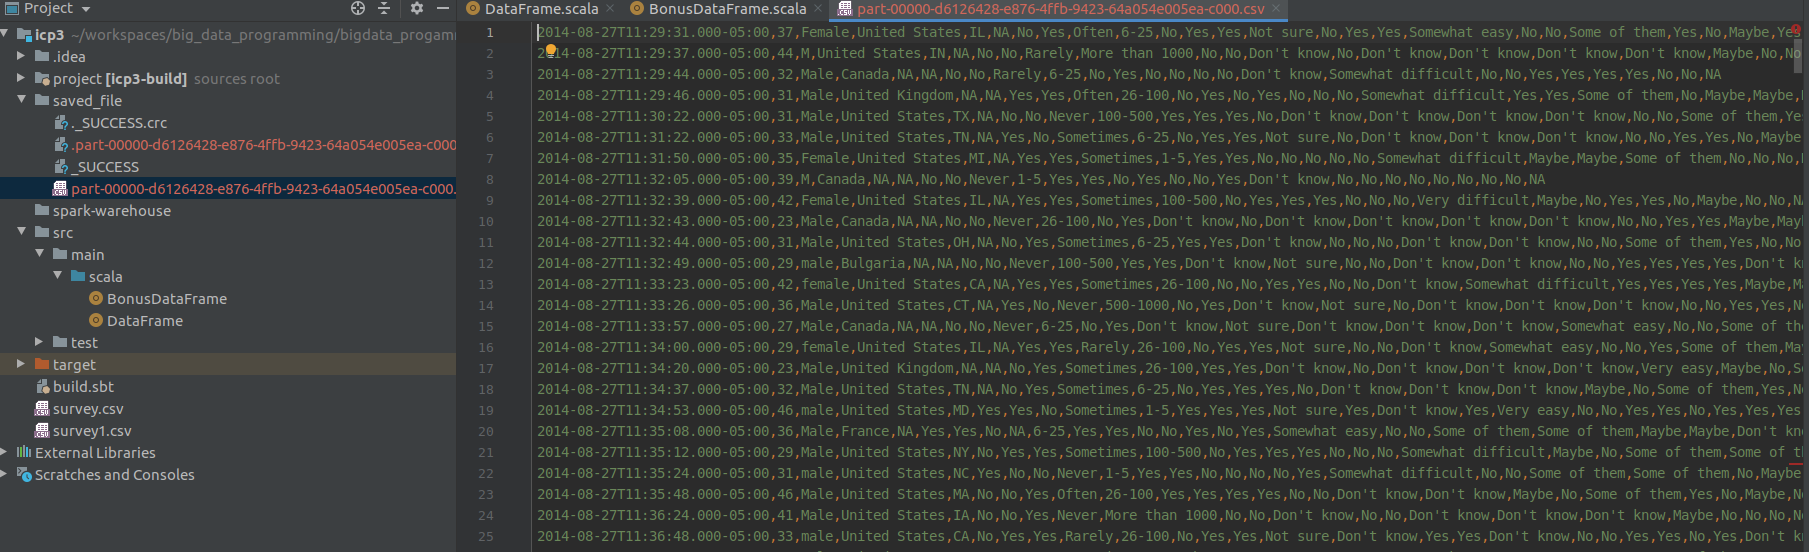 Project
DataFrame.scala
BonusDataFrame.scala
part-00000-d6126428-e876-4ffb-9423-64a054e005ea-c000.csv
icp3 ~/workspaces/big_data_programming/bigdata_progamm
.idea
project [icp3-build] sources root
saved_file
._SUCCESS.crc
.part-00000-d6126428-e876-4ffb-9423-64a054e005ea-c000
_SUCCESS
part-00000-d6126428-e876-4ffb-9423-64a054e005ea-c000.
spark-warehouse
src
main
scala
BonusDataFrame
DataFrame
test
target
build.sbt
survey.csv
survey1.csv
External Libraries
Scratches and Consoles
1 2014-08-27T11:29:31.000-05:00,37,Female,United States,IL,NA,No,Yes,Often,6-25,No,Yes,Yes,Not sure,No,Yes,Yes,Somewhat easy,No,No,Some of them,Yes,No,Maybe,Yes
2 2014-08-27T11:29:37.000-05:00,44,M,United States,IN,NA,No,No,Rarely,More than 1000,No,No,Don't know,No,Don't know,Don't know,Don't know,Don't know,Maybe,No,No
3 2014-08-27T11:29:44.000-05:00,32,Male,Canada,NA,NA,No,No,Rarely,6-25,No,Yes,No,No,No,No,Don't know,Somewhat difficult,No,No,Yes,Yes,Yes,Yes,No,No,NA
4 2014-08-27T11:29:46.000-05:00,31,Male,United Kingdom,NA,NA,Yes,Yes,Often,26-100,No,Yes,No,Yes,No,No,No,Somewhat difficult,Yes,Yes,Some of them,No,Maybe,Maybe,
5 2014-08-27T11:30:22.000-05:00,31,Male,United States,TX,NA,No,No,Never,100-500,Yes,Yes,Yes,No,Don't know,Don't know,Don't know,Don't know,No,No,Some of them,Yes
6 2014-08-27T11:31:22.000-05:00,33,Male,United States,TN,NA,Yes,No,Sometimes,6-25,No,Yes,Yes,Not sure,No,Don't know,Don't know,Don't know,No,No,Yes,Yes,No,Maybe
7 2014-08-27T11:31:50.000-05:00,35,Female,United States,MI,NA,Yes,Yes,Sometimes,1-5,Yes,Yes,No,No,No,No,No,Somewhat difficult,Maybe,Maybe,Some of them,No,No,No,
8 2014-08-27T11:32:05.000-05:00,39,M,Canada,NA,NA,No,No,Never,1-5,Yes,Yes,No,Yes,No,No,Yes,Don't know,No,No,No,No,No,No,No,No,NA
9 2014-08-27T11:32:39.000-05:00,42,Female,United States,IL,NA,Yes,Yes,Sometimes,100-500,No,Yes,Yes,Yes,No,No,No,Very difficult,Maybe,No,Yes,Yes,No,Maybe,No,No,NA
10 2014-08-27T11:32:43.000-05:00,23,Male,Canada,NA,NA,No,No,Never,26-100,No,Yes,Don't know,No,Don't know,Don't know,Don't know,Don't know,No,No,Yes,Yes,Maybe,May
11 2014-08-27T11:32:44.000-05:00,31,Male,United States,OH,NA,No,Yes,Sometimes,6-25,Yes,Yes,Don't know,No,No,No,Don't know,Don't know,No,No,Some of them,Yes,No,No
12 2014-08-27T11:32:49.000-05:00,29,male,Bulgaria,NA,NA,No,No,Never,100-500,Yes,Yes,Don't know,Not sure,No,No,Don't know,Don't know,No,No,Yes,Yes,Yes,Yes,Don't k
13 2014-08-27T11:33:23.000-05:00,42,female,United States,CA,NA,Yes,Yes,Sometimes,26-100,No,No,Yes,Yes,No,No,Don't know,Somewhat difficult,Yes,Yes,Yes,Yes,Maybe,M
14 2014-08-27T11:33:26.000-05:00,36,Male,United States,CT,NA,Yes,No,Never,500-1000,No,Yes,Don't know,Not sure,No,Don't know,Don't know,Don't know,No,No,Yes,Yes,No
15 2014-08-27T11:33:57.000-05:00,27,Male,Canada,NA,NA,No,No,Never,6-25,No,Yes,Don't know,Not sure,Don't know,Don't know,Don't know,Somewhat easy,No,No,Some of the
16 2014-08-27T11:34:00.000-05:00,29,female,United States,IL,NA,Yes,Yes,Rarely,26-100,No,Yes,Yes,Not sure,No,No,Don't know,Somewhat easy,No,No,Yes,Some of them,Ma
17 2014-08-27T11:34:20.000-05:00,23,Male,United Kingdom,NA,NA,No,Yes,Sometimes,26-100,Yes,Yes,Don't know,No,Don't know,Don't know,Don't know,Very easy,Maybe,No,S
18 2014-08-27T11:34:37.000-05:00,32,Male,United States,TN,NA,No,Yes,Sometimes,6-25,No,Yes,Yes,Yes,No,Don't know,Don't know,Don't know,Maybe,No,Some of them,Yes,N
19 2014-08-27T11:34:53.000-05:00,46,male,United States,MD,Yes,Yes,No,Sometimes,1-5,Yes,Yes,Yes,Not sure,Yes,Don't know,Yes,Very easy,No,No,Yes,Yes,No,Yes,Yes,Yes
20 2014-08-27T11:35:08.000-05:00,36,Male,France,NA,Yes,Yes,No,NA,6-25,Yes,Yes,No,No,Yes,No,Yes,Somewhat easy,No,No,Some of them,Some of them,Maybe,Maybe,Don't kn
21 2014-08-27T11:35:12.000-05:00,29,Male,United States,NY,No,Yes,Yes,Sometimes,100-500,No,Yes,Yes,Yes,No,No,No,Somewhat difficult,Maybe,No,Some of them,Some of t
22 2014-08-27T11:35:24.000-05:00,31,male,United States,NC,Yes,No,No,Never,1-5,Yes,Yes,No,No,No,No,Yes,Somewhat difficult,No,No,Some of them,Some of them,No,Maybe
23 2014-08-27T11:35:48.000-05:00,46,Male,United States,MA,No,No,Yes,Often,26-100,Yes,Yes,Yes,Yes,No,No,Don't know,Don't know,Maybe,No,Some of them,Yes,Maybe,N
24 2014-08-27T11:36:24.000-05:00,41,Male,United States,IA,No,No,Yes,Never,More than 1000,No,No,Don't know,No,No,Don't know,Don't know,Don't know,Maybe,No,No,No,N
25 2014-08-27T11:36:48.000-05:00,33,male,United States,CA,No,Yes,Yes,Rarely,26-100,No,Yes,Yes,Not sure,Yes,Don't know,No,No,Yes,Yes,No,Yes,Don't k